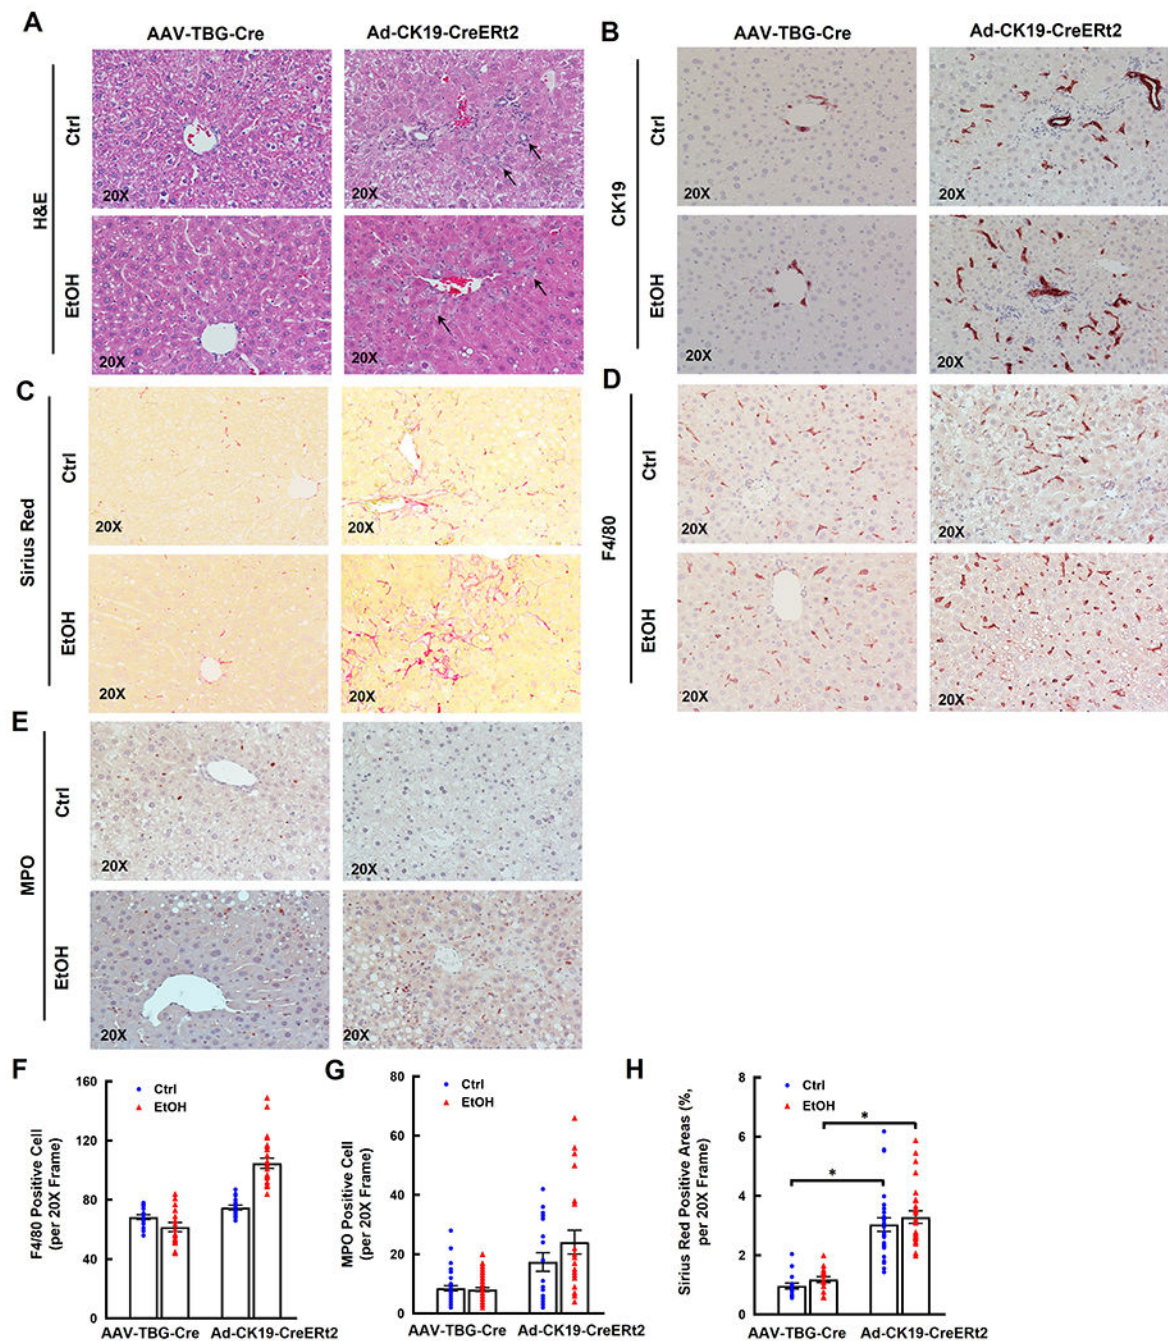 A
AAV-TBG-Cre
Ad-CK19-CreERt2
H&E
Ctrl
20X
20X
EtOH
20X
20X
B
AAV-TBG-Cre
Ad-CK19-CreERt2
CK19
Ctrl
20X
20X
EtOH
20X
20X
C
Sirius Red
Ctrl
20X
20X
EtOH
20X
20X
D
F4/80
Ctrl
20X
20X
EtOH
20X
20X
E
MPO
Ctrl
20X
20X
EtOH
20X
20X
F
F4/80 Positive Cell
(per 20X Frame)
160
120
80
40
0
Ctrl
EtOH
AAV-TBG-Cre
Ad-CK19-CreERt2
G
MPO Positive Cell
(per 20X Frame)
80
60
40
20
0
Ctrl
EtOH
AAV-TBG-Cre
Ad-CK19-CreERt2
H
Sirius Red Positive Areas (%,
per 20X Frame)
8
6
4
2
0
Ctrl
EtOH
*
*
AAV-TBG-Cre
Ad-CK19-CreERt2